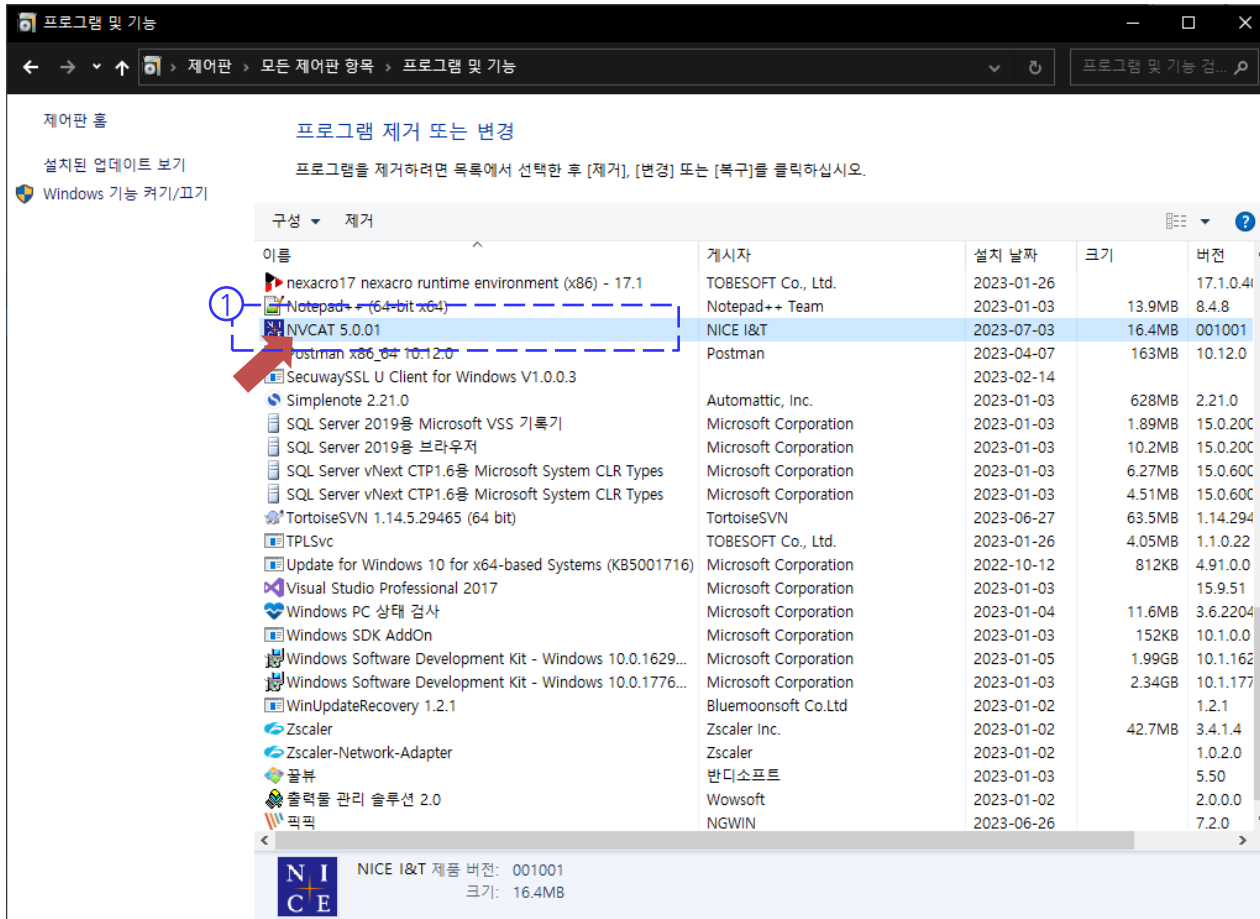 프로그램 및 기능
제어판 › 모든 제어판 항목 › 프로그램 및 기능
프로그램 및 기능 검...
제어판 홈
설치된 업데이트 보기
Windows 기능 켜기/끄기
프로그램 제거 또는 변경
프로그램을 제거하려면 목록에서 선택한 후 [제거], [변경] 또는 [복구]를 클릭하십시오.
구성 제거
이름 게시자 설치 날짜 크기 버전
nexacro17 nexacro runtime environment (x86) - 17.1 TOBESOFT Co., Ltd. 2023-01-26 17.1.0.40
① Notepad++ (64-bit x64) Notepad++ Team 2023-01-03 13.9MB 8.4.8
NVCAT 5.0.01 NICE I&T 2023-07-03 16.4MB 001001
Postman x86_64 10.12.0 Postman 2023-04-07 163MB 10.12.0
SecuwaySSL U Client for Windows V1.0.0.3 2023-02-14
Simplenote 2.21.0 Automattic, Inc. 2023-01-03 628MB 2.21.0
SQL Server 2019용 Microsoft VSS 기록기 Microsoft Corporation 2023-01-03 1.89MB 15.0.200
SQL Server 2019용 브라우저 Microsoft Corporation 2023-01-03 10.2MB 15.0.200
SQL Server vNext CTP1.6용 Microsoft System CLR Types Microsoft Corporation 2023-01-03 6.27MB 15.0.600
SQL Server vNext CTP1.6용 Microsoft System CLR Types Microsoft Corporation 2023-01-03 4.51MB 15.0.600
TortoiseSVN 1.14.5.29465 (64 bit) TortoiseSVN 2023-06-27 63.5MB 1.14.294
TPLSvc TOBESOFT Co., Ltd. 2023-01-26 4.05MB 1.1.0.22
Update for Windows 10 for x64-based Systems (KB5001716) Microsoft Corporation 2022-10-12 812KB 4.91.0.0
Visual Studio Professional 2017 Microsoft Corporation 2023-01-03 15.9.51
Windows PC 상태 검사 Microsoft Corporation 2023-01-04 11.6MB 3.6.2204
Windows SDK AddOn Microsoft Corporation 2023-01-03 152KB 10.1.0.0
Windows Software Development Kit - Windows 10.0.1629... Microsoft Corporation 2023-01-05 1.99GB 10.1.162
Windows Software Development Kit - Windows 10.0.1776... Microsoft Corporation 2023-01-03 2.34GB 10.1.177
WinUpdateRecovery 1.2.1 Bluemoonsoft Co.Ltd 2023-01-02 1.2.1
Zscaler Zscaler Inc. 2023-01-02 42.7MB 3.4.1.4
Zscaler-Network-Adapter Zscaler 2023-01-02 1.0.2.0
꿀뷰 반디소프트 2023-01-03 5.50
출력물 관리 솔루션 2.0 Wowsoft 2023-01-02 2.0.0.0
픽픽 NGWIN 2023-06-26 7.2.0
NICE
NICE I&T 제품 버전: 001001
크기: 16.4MB